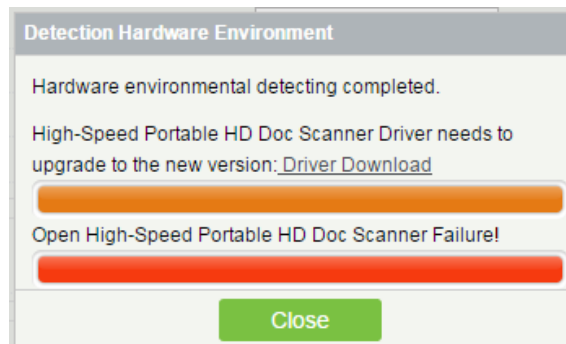 Detection Hardware Environment
Hardware environmental detecting completed.
High-Speed Portable HD Doc Scanner Driver needs to
upgrade to the new version: Driver Download
Open High-Speed Portable HD Doc Scanner Failure!
Close